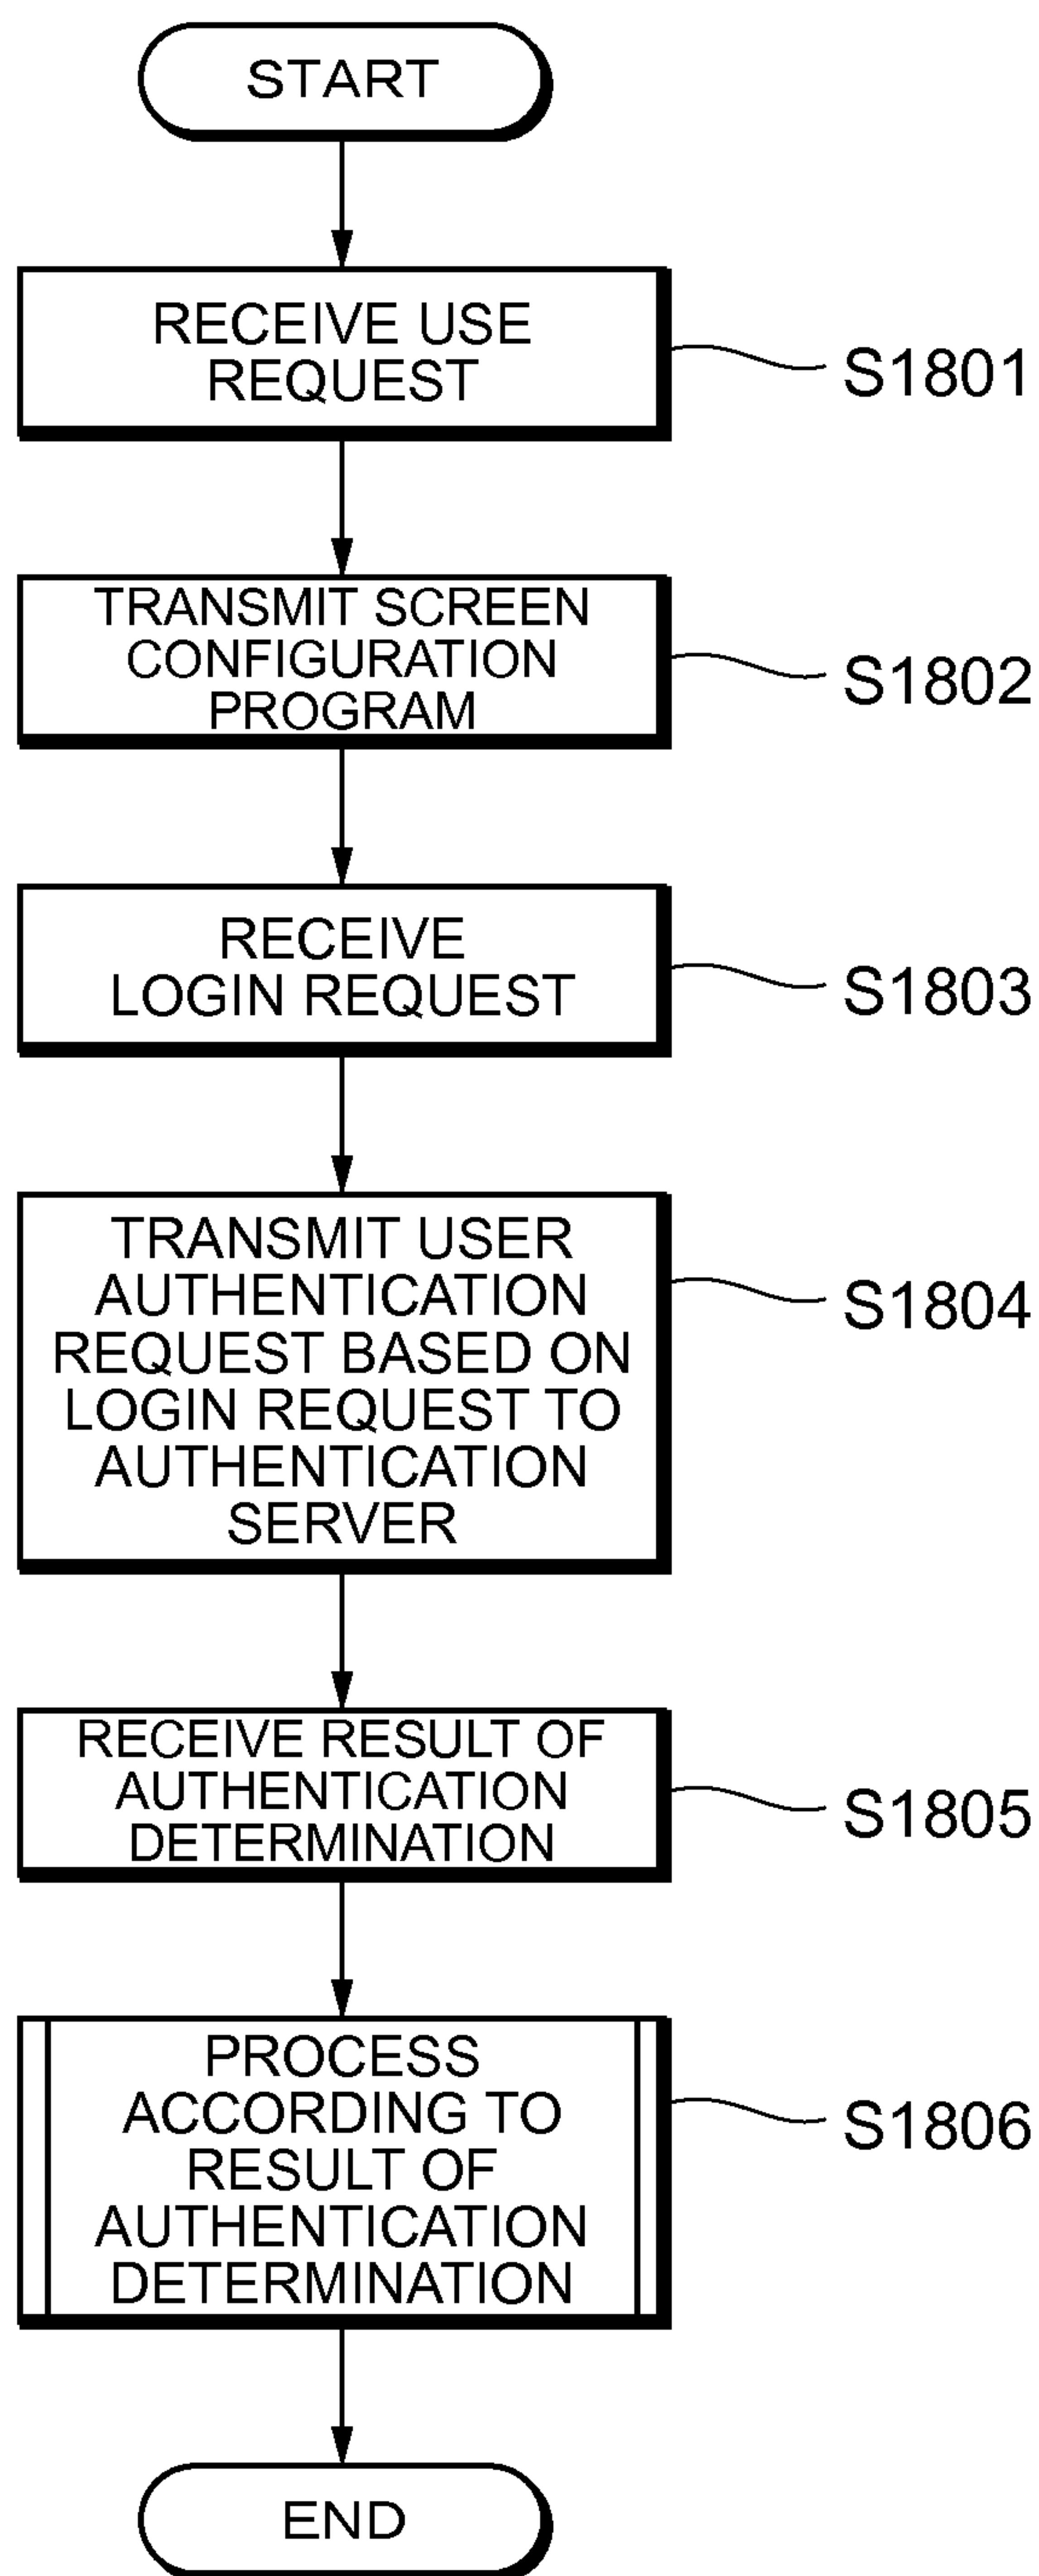 START
RECEIVE USE
REQUEST
S1801
TRANSMIT SCREEN
CONFIGURATION
PROGRAM
S1802
RECEIVE
LOGIN REQUEST
S1803
TRANSMIT USER
AUTHENTICATION
REQUEST BASED ON
LOGIN REQUEST TO
AUTHENTICATION
SERVER
S1804
RECEIVE RESULT OF
AUTHENTICATION
DETERMINATION
S1805
PROCESS
ACCORDING TO
RESULT OF
AUTHENTICATION
DETERMINATION
S1806
END